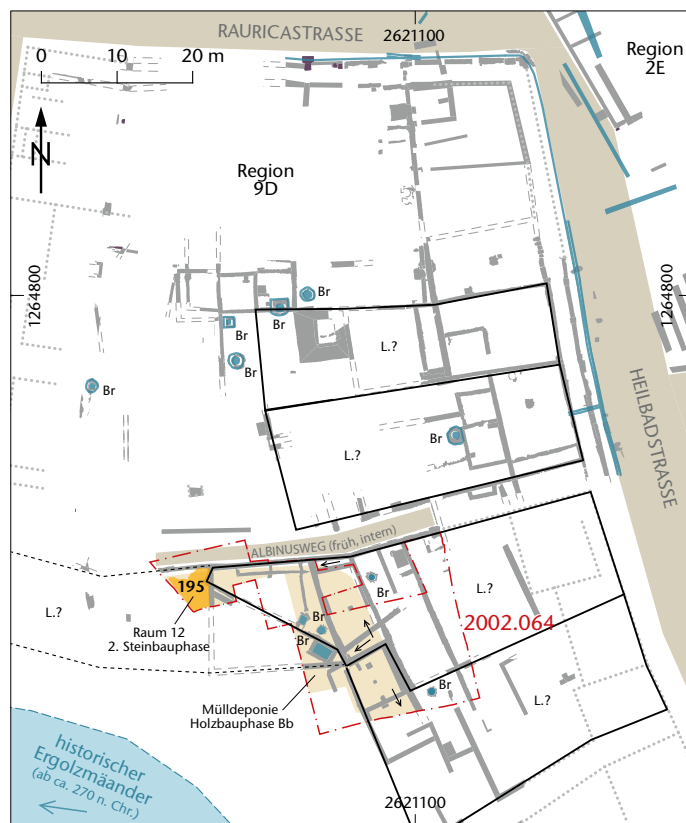 RAURICASTRASSE
2621100
0 10 20 m
Region
2E
N
Region
9D
1264800
1264800
Br
Br
Br
Br
Br
L.?
HEILBADSTRASSE
Br
L.?
ALBINUSWEG (früh, intern)
195
Br
L.?
L.?
Raum 12
2. Steinbauphase
Br
2002.064
Br
Br
L.?
Mülldeponie
Holzbauphase Bb
historischer
Ergolzmäander
(ab ca. 270 n. Chr.)
2621100